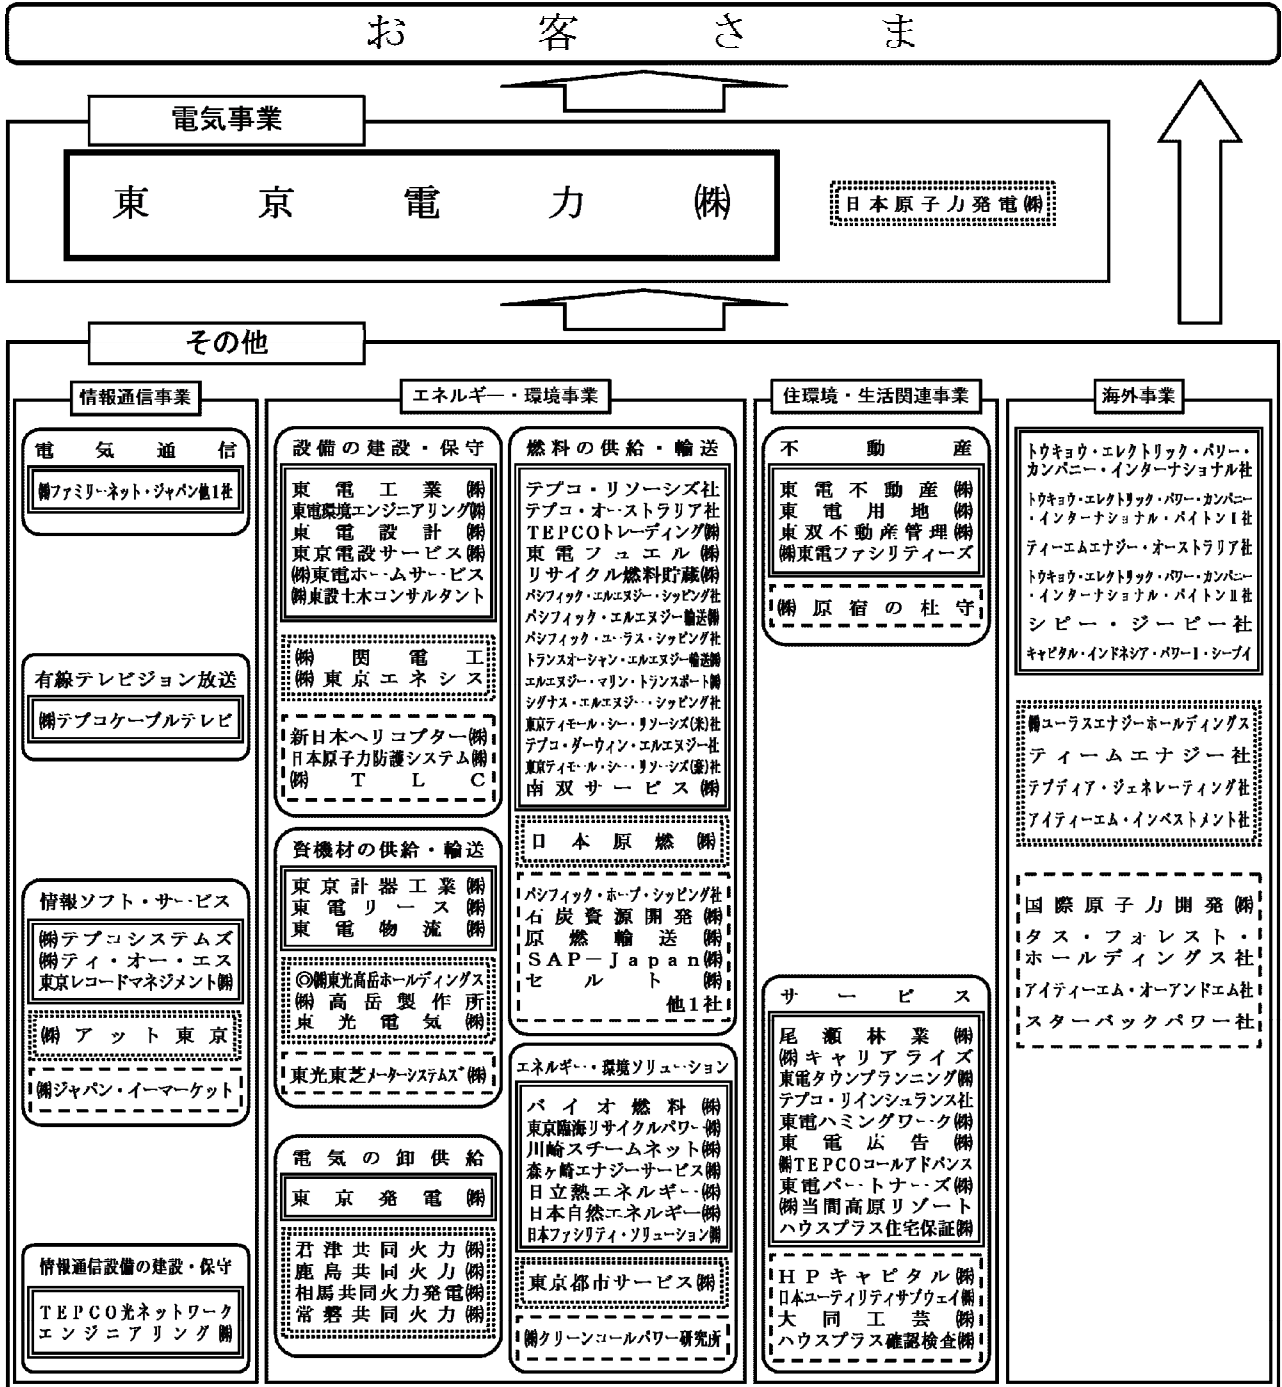 お客さま
電気事業
東京電力㈱
日本原子力発電㈱
その他
情報通信事業
電気通信
㈱ファミリーネット・ジャパン他1社
有線テレビジョン放送
㈱テプコケーブルテレビ
情報ソフト・サービス
㈱テプコシステムズ
㈱ティ・オー・エス
東京レコードマネジメント㈱
㈱アット東京
㈱ジャパン・イーマーケット
情報通信設備の建設・保守
TEPCO光ネットワーク
エンジニアリング㈱
エネルギー・環境事業
設備の建設・保守
東電工業㈱
東電環境エンジニアリング㈱
東電設計㈱
東京電設サービス㈱
㈱東電ホームサービス
㈱東設土木コンサルタント
㈱関電工
㈱東京エネシス
新日本ヘリコプター㈱
日本原子力防護システム㈱
㈱TLC
資機材の供給・輸送
東京計器工業㈱
東電リース㈱
東電物流㈱
◎㈱東光高岳ホールディングス
㈱高岳製作所
東光電気㈱
東光東芝メーターシステムズ㈱
電気の卸供給
東京発電㈱
君津共同火力㈱
鹿島共同火力㈱
相馬共同火力発電㈱
常磐共同火力㈱
燃料の供給・輸送
テプコ・リソーシズ社
テプコ・オーストラリア社
TEPCOトレーディング㈱
東電フュエル㈱
リサイクル燃料貯蔵㈱
パシフィック・エルエヌジー・シッピング社
パシフィック・エルエヌジー輸送㈱
パシフィック・ユーラス・シッピング社
トランスオーシャン・エルエヌジー輸送㈱
エルエヌジー・マリン・トランスポート㈱
シグナス・エルエヌジー・シッピング社
東京ティモール・シー・リソーシズ(米)社
テプコ・ダーウィン・エルエヌジー社
東京ティモール・シー・リソーシズ(豪)社
南双サービス㈱
日本原燃㈱
パシフィック・ホープ・シッピング社
石炭資源開発㈱
原燃輸送㈱
SAP－Japan㈱
セルト㈱
他1社
エネルギー・環境ソリューション
バイオ燃料㈱
東京臨海リサイクルパワー㈱
川崎スチームネット㈱
森ヶ崎エナジーサービス㈱
日立熱エネルギー㈱
日本自然エネルギー㈱
日本ファシリティ・ソリューション㈱
東京都市サービス㈱
㈱クリーンコールパワー研究所
住環境・生活関連事業
不動産
東電不動産㈱
東電用地㈱
東双不動産管理㈱
㈱東電ファシリティーズ
㈱原宿の杜守
サービス
尾瀬林業㈱
㈱キャリアライズ
東電タウンプランニング㈱
テプコ・リインシュランス社
東電ハミングワーク㈱
東電広告㈱
㈱TEPCOコールアドバンス
東電パートナーズ㈱
㈱当間高原リゾート
ハウスプラス住宅保証㈱
HPキャピタル㈱
日本ユーティリティサブウェイ㈱
大同工芸㈱
ハウスプラス確認検査㈱
海外事業
トウキョウ・エレクトリック・パワー・
カンパニー・インターナショナル社
トウキョウ・エレクトリック・パワー・カンパニー
・インターナショナル・パイトンⅠ社
ティーエムエナジー・オーストラリア社
トウキョウ・エレクトリック・パワー・カンパニー
・インターナショナル・パイトンⅡ社
シピー・ジーピー社
キャピタル・インドネシア・パワーⅠ・シーブイ
㈱ユーラスエナジーホールディングス
ティームエナジー社
テプディア・ジェネレーティング社
アイティーエム・インベストメント社
国際原子力開発㈱
タス・フォレスト・
ホールディングス社
アイティーエム・オーアンドエム社
スターバックパワー社